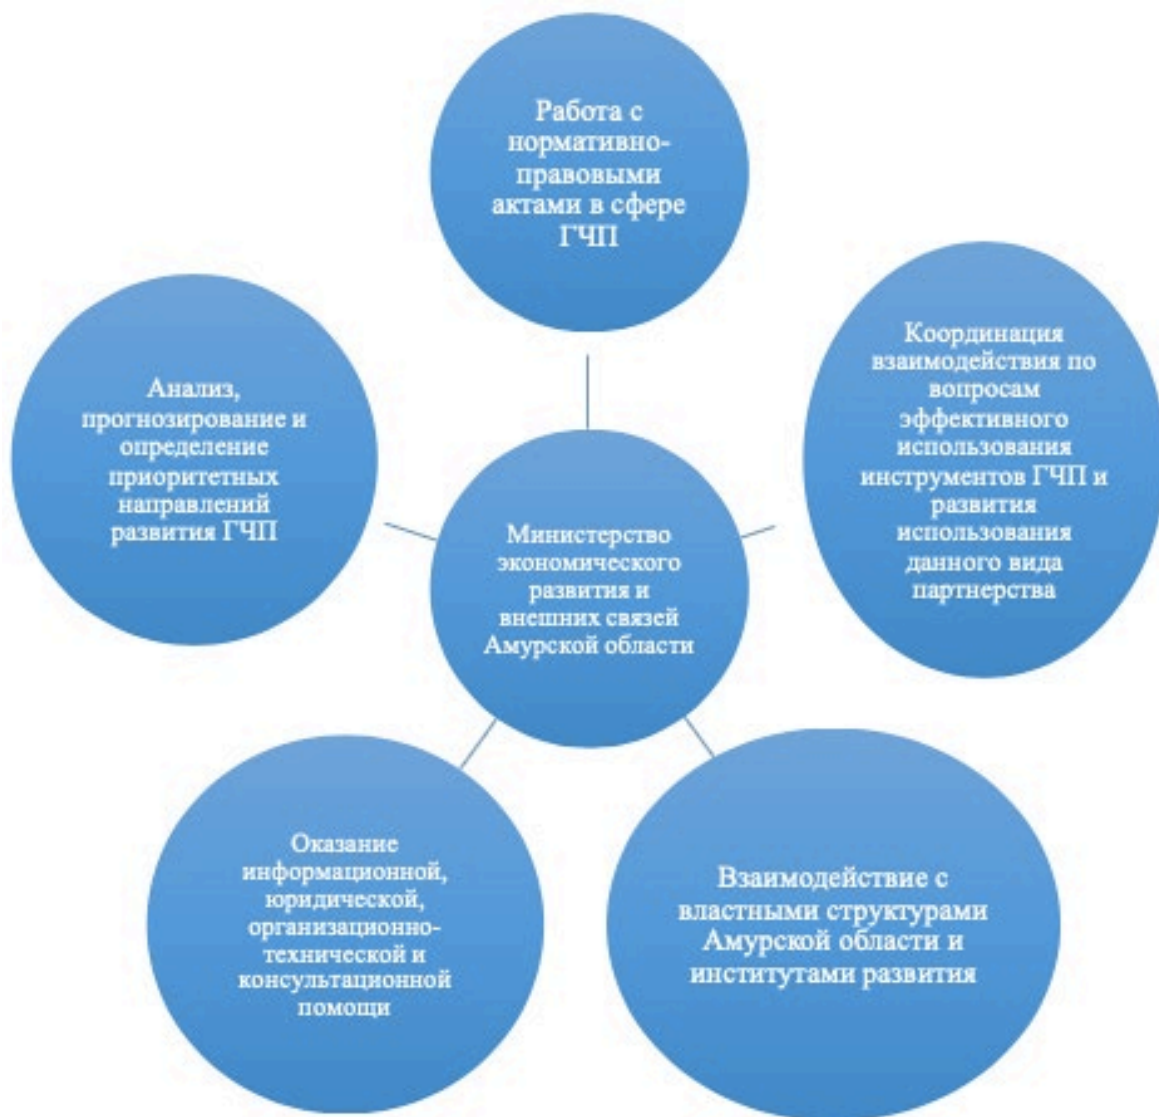 Работа с
нормативно-
правовыми
актами в сфере
ГЧП
Координация
взаимодействия по
вопросам
эффективного
использования
инструментов ГЧП и
развития
использования
данного вида
партнерства
Анализ,
прогнозирование и
определение
приоритетных
направлений
развития ГЧП
Министерство
экономического
развития и
внешних связей
Амурской области
Оказание
информационной,
юридической,
организационно-
технической и
консультационной
помощи
Взаимодействие с
властными структурами
Амурской области и
институтами развития